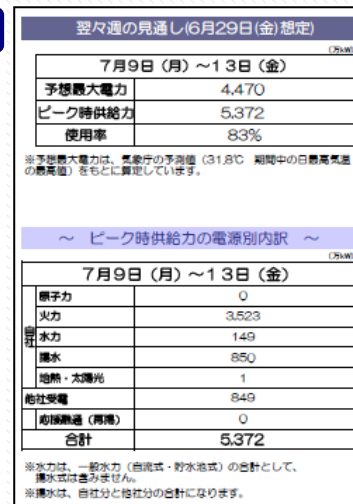 翌々週の見通し(6月29日(金)想定)
(万kW)
7月9日（月）～13日（金）
予想最大電力 4,470
ピーク時供給力 5,372
使用率 83%
※予想最大電力は、気象庁の予測値（31.8℃　期間中の日最高気温
の最高値）をもとに算定しています。
～　ピーク時供給力の電源別内訳　～
(万kW)
7月9日（月）～13日（金）
自社
原子力 0
火力 3,523
水力 149
揚水 850
地熱・太陽光 1
他社受電 849
応援融通（再掲） 0
合計 5,372
※水力は、一般水力（自流式・貯水池式）の合計として、
揚水式は含みません。
※揚水は、自社分と他社分の合計になります。